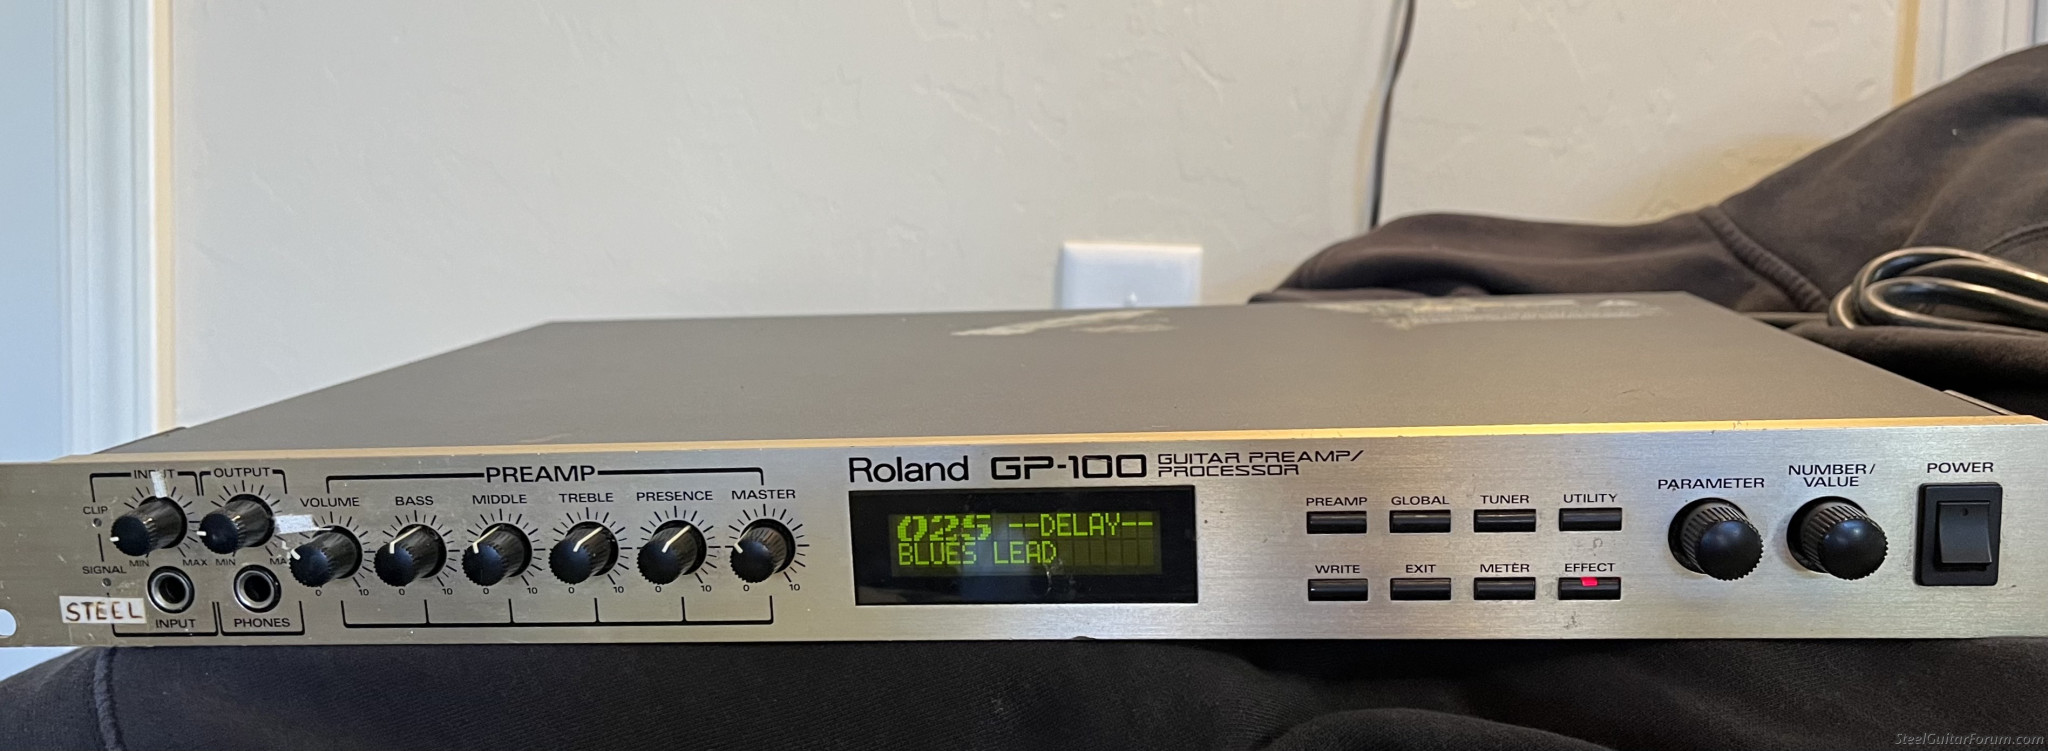 INPUT
OUTPUT
CLIP
SIGNAL
MIN
MAX
MIN
STEEL
INPUT
PHONES
PREAMP
VOLUME
BASS
MIDDLE
TREBLE
PRESENCE
MASTER
0 10
0 10
0 10
0 10
0 10
0 10
Roland GP-100 GUITAR PREAMP/
PROCESSOR
025 --DELAY--
BLUES LEAD
PREAMP
GLOBAL
TUNER
UTILITY
WRITE
EXIT
METER
EFFECT
PARAMETER
NUMBER/
VALUE
POWER
SteelGuitarForum.com